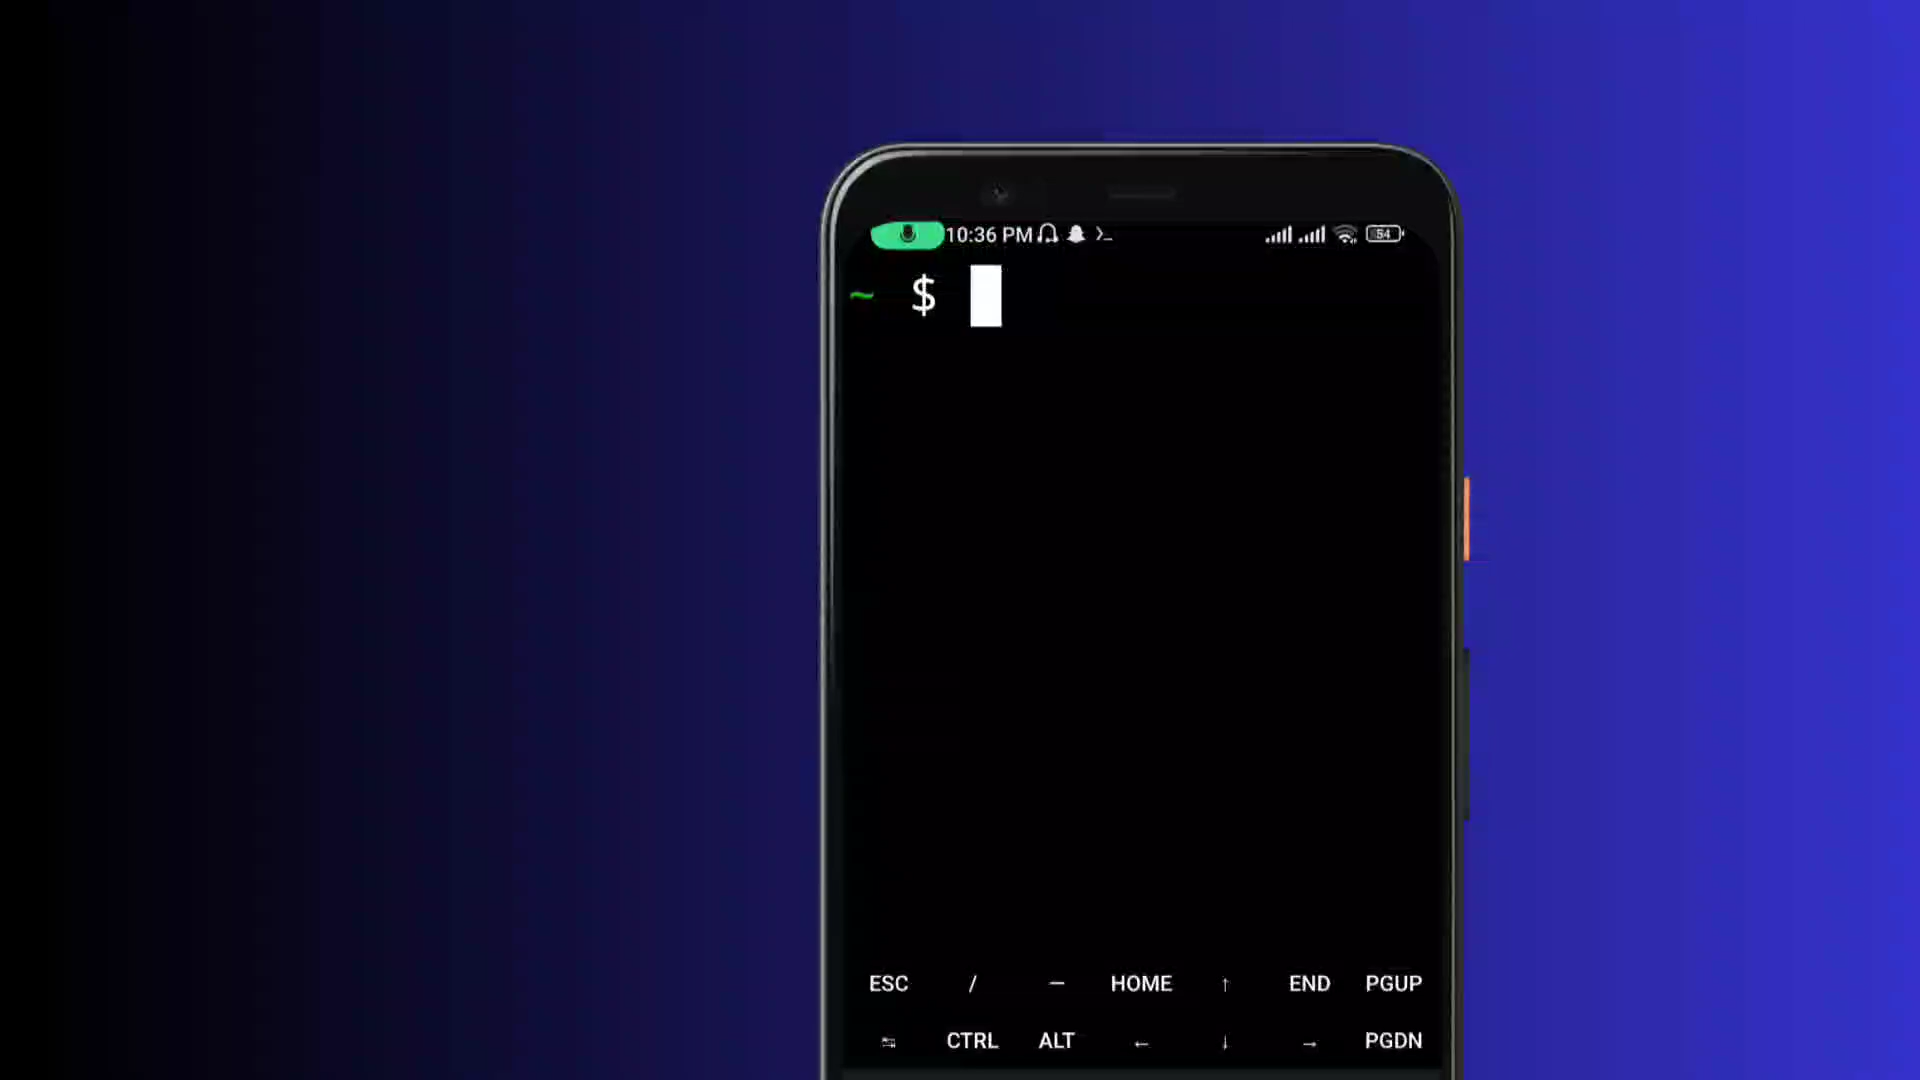 10:36 PM 54
~ $
ESC / — HOME ↑ END PGUP
↹ CTRL ALT ← ↓ → PGDN